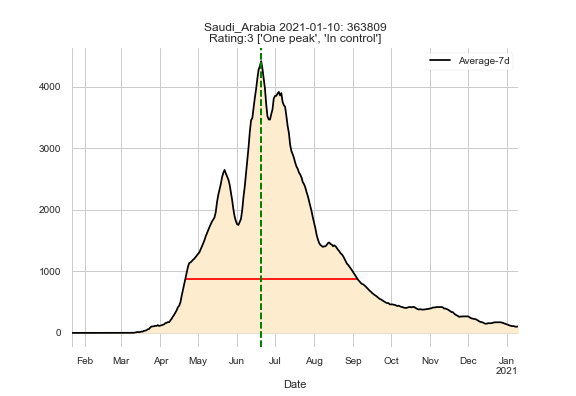 Saudi_Arabia 2021-01-10: 363809
Rating:3 ['One peak', 'In control']
Average-7d
4000
3000
2000
1000
0
Feb Mar Apr May Jun Jul Aug Sep Oct Nov Dec Jan
2021
Date